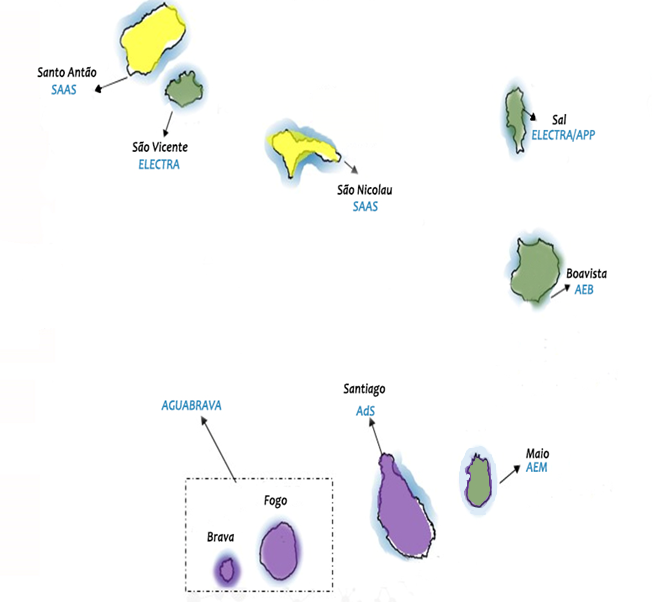 Santo Antão
SAAS
São Vicente
ELECTRA
São Nicolau
SAAS
Sal
ELECTRA/APP
Boavista
AEB
Santiago
AdS
AGUABRAVA
Maio
AEM
Fogo
Brava